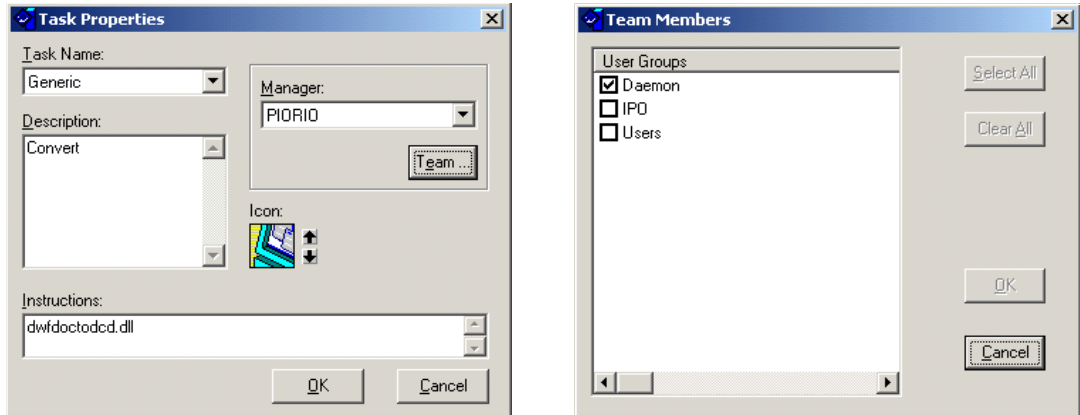 Task Properties
Task Name:
Generic
Description:
Convert
Manager:
PIORIO
Team ...
Icon:
Instructions:
dwfdoctodcd.dll
OK
Cancel
Team Members
User Groups
Daemon
IPO
Users
Select All
Clear All
OK
Cancel